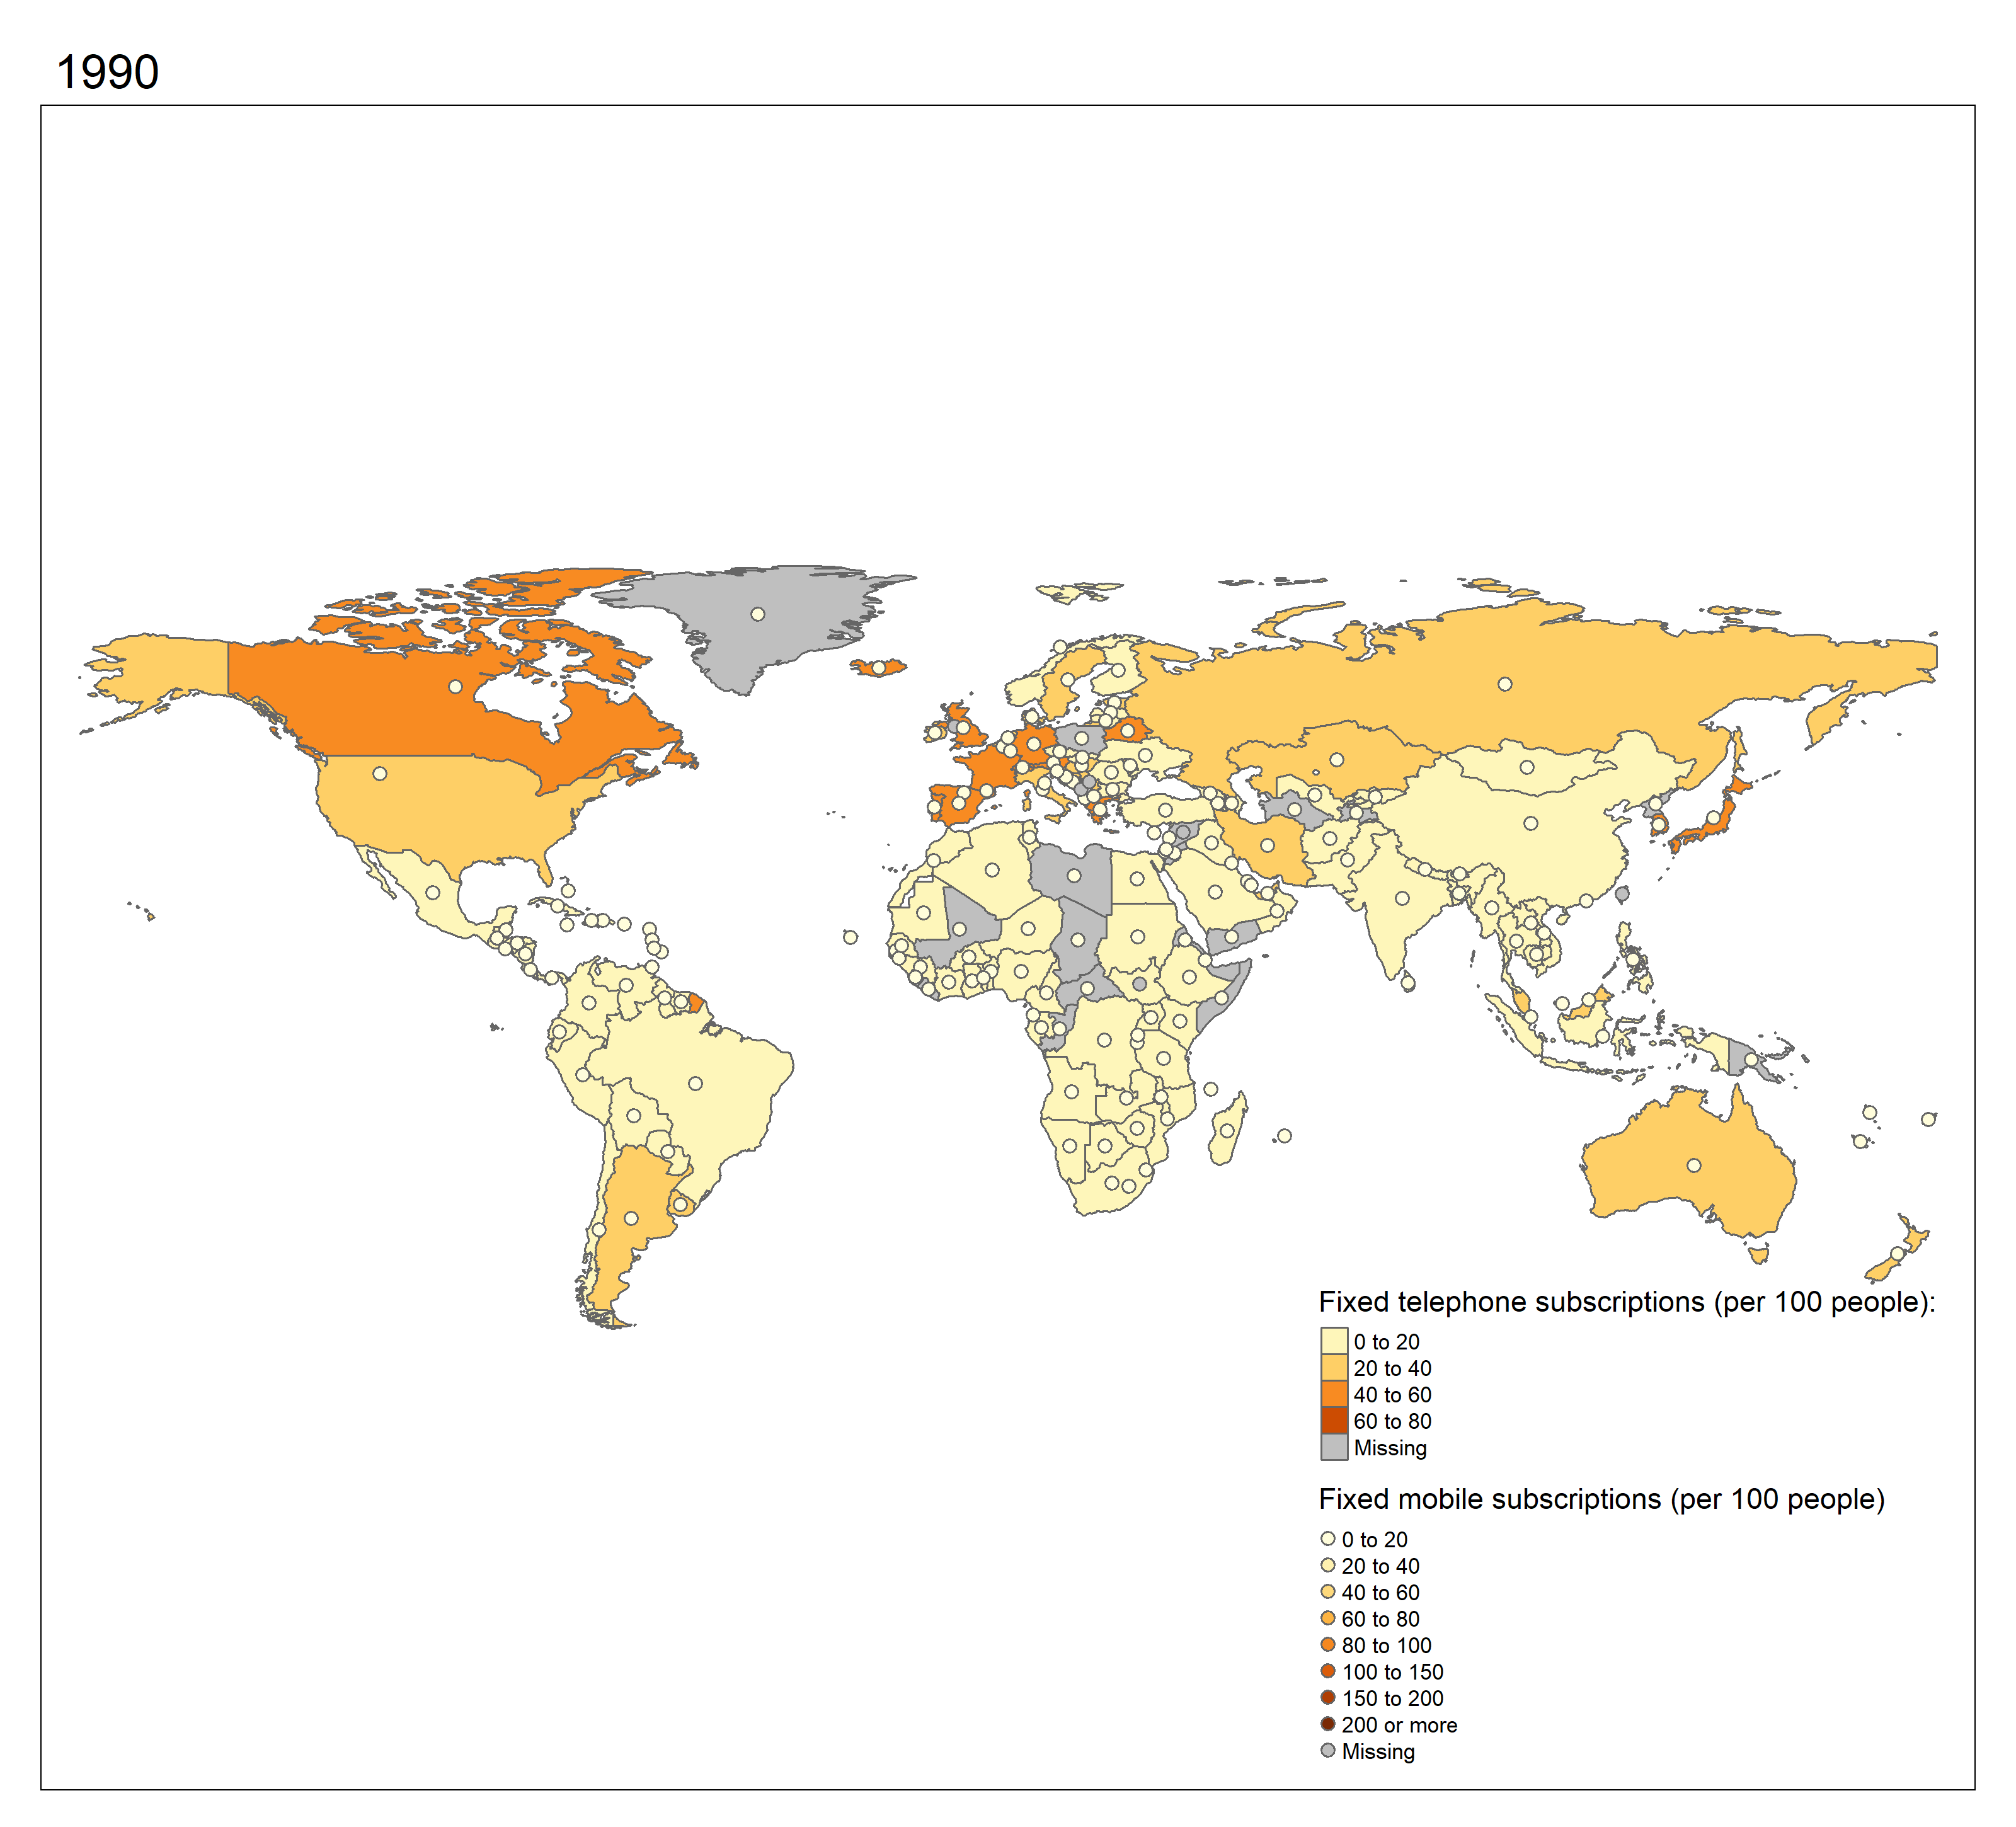 1990
Fixed telephone subscriptions (per 100 people):
0 to 20
20 to 40
40 to 60
60 to 80
Missing
Fixed mobile subscriptions (per 100 people)
0 to 20
20 to 40
40 to 60
60 to 80
80 to 100
100 to 150
150 to 200
200 or more
Missing